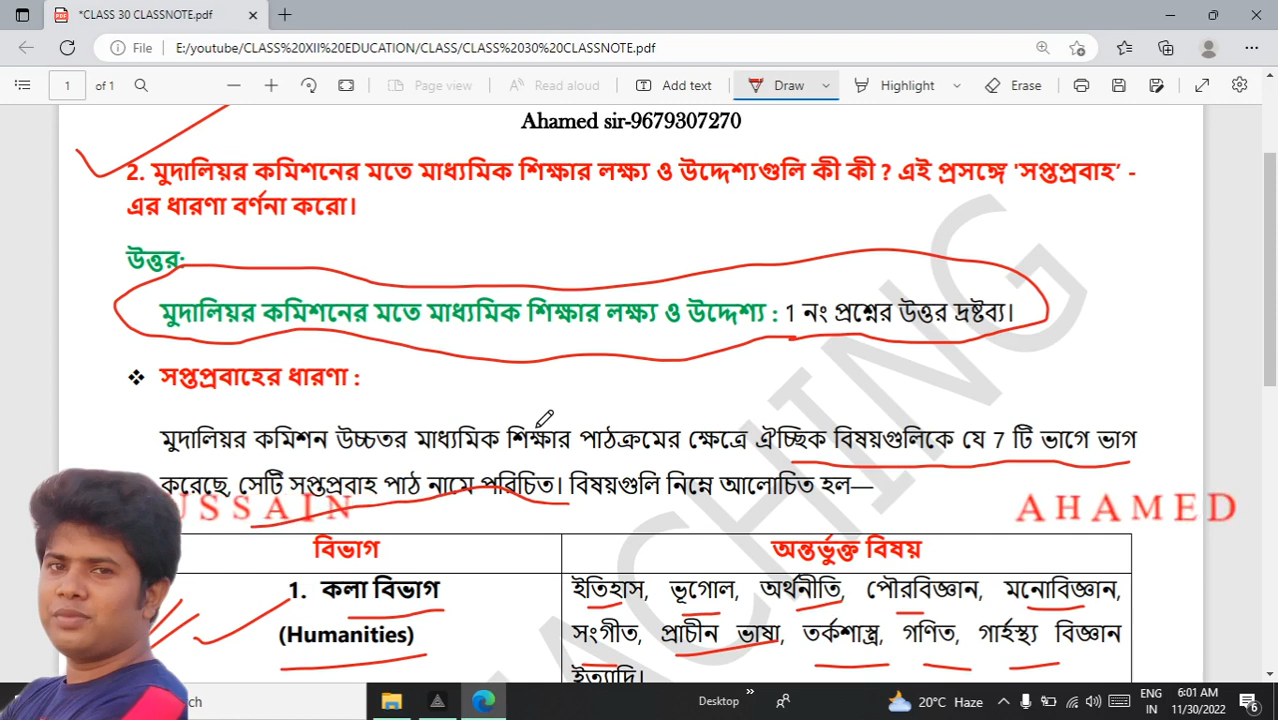 *CLASS 30 CLASSNOTE.pdf
File E:/youtube/CLASS%20XII%20EDUCATION/CLASS/CLASS%2030%20CLASSNOTE.pdf
1 of 1 Page view Read aloud Add text Draw Highlight Erase
Ahamed sir-9679307270
2. মুদালিয়র কমিশনের মতে মাধ্যমিক শিক্ষার লক্ষ্য ও উদ্দেশ্যগুলি কী কী ? এই প্রসঙ্গে 'সপ্তপ্রবাহ’ -
এর ধারণা বর্ণনা করো।
উত্তর:
মুদালিয়র কমিশনের মতে মাধ্যমিক শিক্ষার লক্ষ্য ও উদ্দেশ্য : 1 নং প্রশ্নের উত্তর দ্রষ্টব্য।
❖ সপ্তপ্রবাহের ধারণা :
মুদালিয়র কমিশন উচ্চতর মাধ্যমিক শিক্ষার পাঠক্রমের ক্ষেত্রে ঐচ্ছিক বিষয়গুলিকে যে 7 টি ভাগে ভাগ
করেছে, সেটি সপ্তপ্রবাহ পাঠ নামে পরিচিত। বিষয়গুলি নিম্নে আলোচিত হল—
USSAIN AHAMED
বিভাগ অন্তর্ভুক্ত বিষয়
1. কলা বিভাগ ইতিহাস, ভূগোল, অর্থনীতি, পৌরবিজ্ঞান, মনোবিজ্ঞান,
(Humanities) সংগীত, প্রাচীন ভাষা, তর্কশাস্ত্র, গণিত, গার্হস্থ্য বিজ্ঞান
ইত্যাদি।
ACHING
Desktop 20°C Haze ENG 6:01 AM
IN 11/30/2022 6